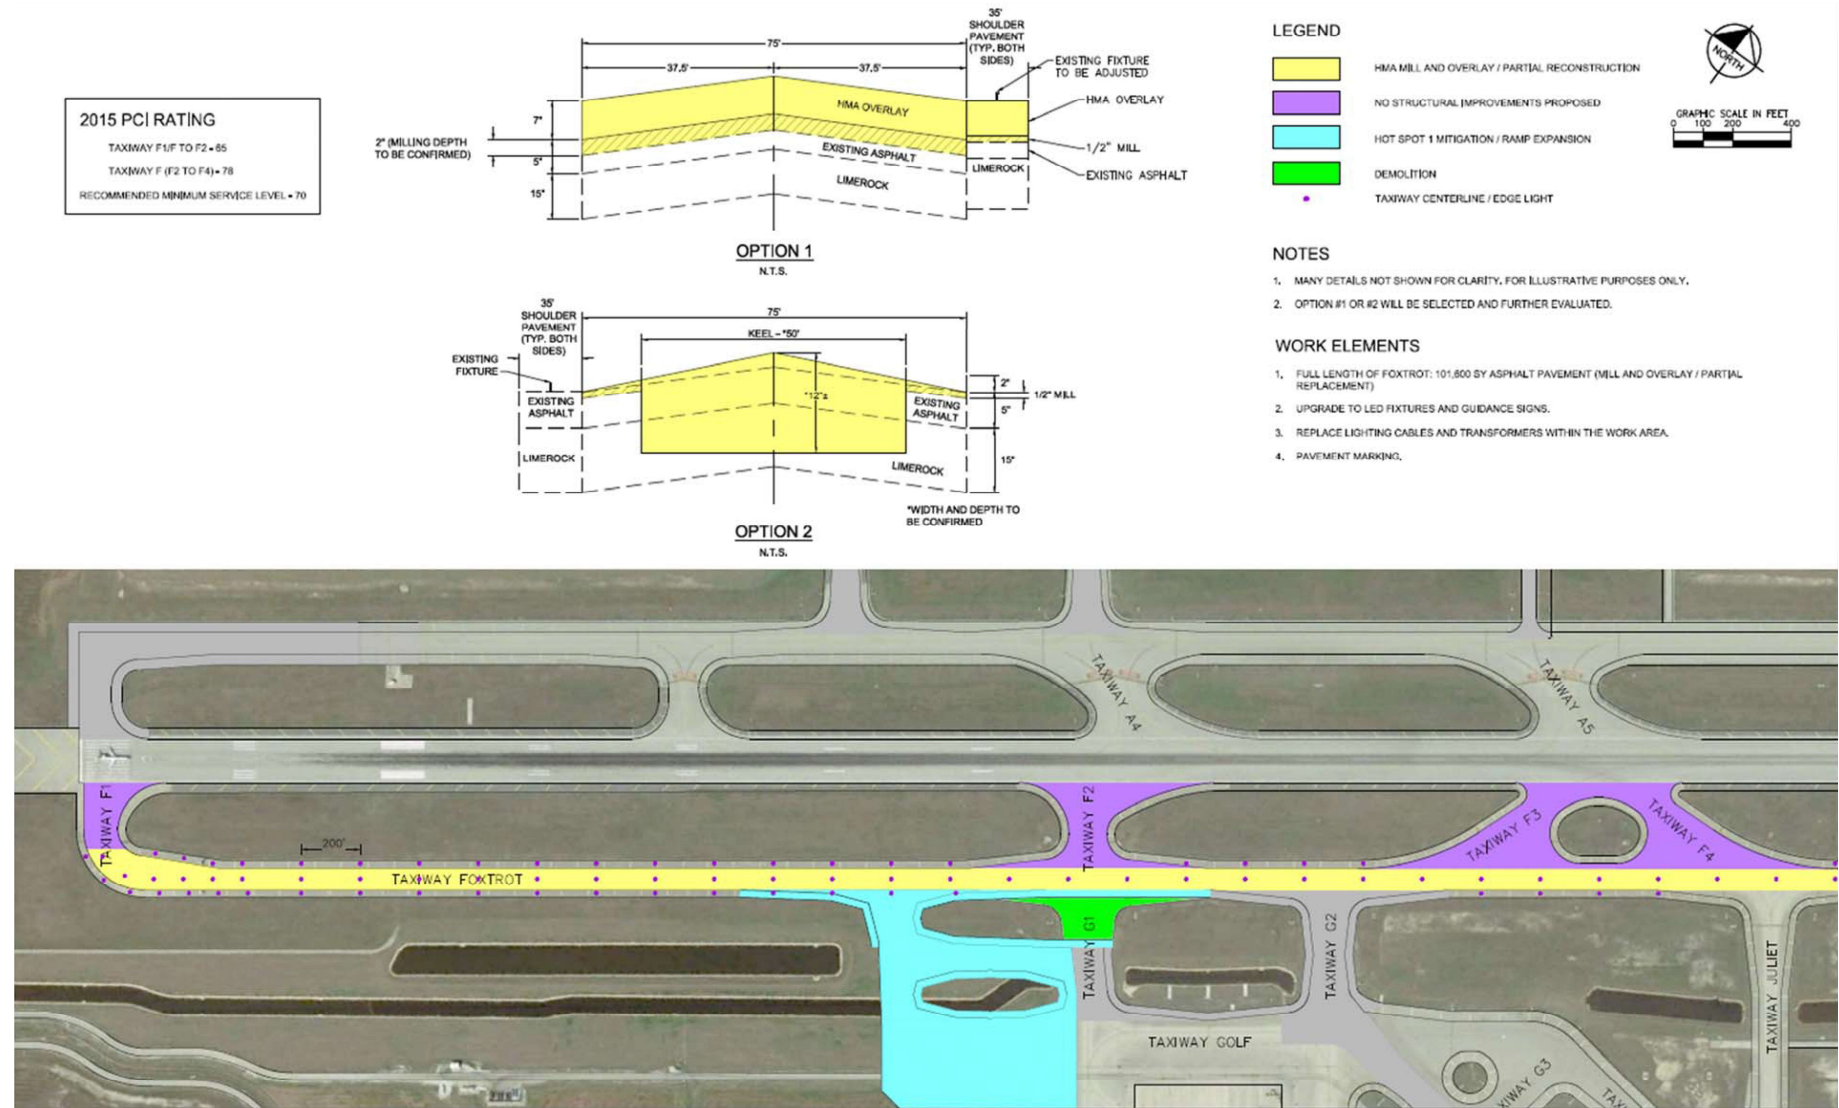 2015 PCI RATING
TAXIWAY F1/F TO F2 = 65
TAXIWAY F (F2 TO F4) = 78
RECOMMENDED MINIMUM SERVICE LEVEL = 70
35'
SHOULDER
PAVEMENT
(TYP. BOTH
SIDES)
75'
37.5'
37.5'
EXISTING FIXTURE
TO BE ADJUSTED
HMA OVERLAY
HMA OVERLAY
7"
2" (MILLING DEPTH
TO BE CONFIRMED)
5"
15"
EXISTING ASPHALT
LIMEROCK
LIMEROCK
1/2" MILL
EXISTING ASPHALT
OPTION 1
N.T.S.
35'
SHOULDER
PAVEMENT
(TYP. BOTH
SIDES)
75'
KEEL - *50'
EXISTING
FIXTURE
EXISTING
ASPHALT
LIMEROCK
*12"±
EXISTING
ASPHALT
LIMEROCK
2"
1/2" MILL
5"
15"
*WIDTH AND DEPTH TO
BE CONFIRMED
OPTION 2
N.T.S.
LEGEND
HMA MILL AND OVERLAY / PARTIAL RECONSTRUCTION
NO STRUCTURAL IMPROVEMENTS PROPOSED
HOT SPOT 1 MITIGATION / RAMP EXPANSION
DEMOLITION
TAXIWAY CENTERLINE / EDGE LIGHT
NORTH
GRAPHIC SCALE IN FEET
0 100 200 400
NOTES
1. MANY DETAILS NOT SHOWN FOR CLARITY. FOR ILLUSTRATIVE PURPOSES ONLY.
2. OPTION #1 OR #2 WILL BE SELECTED AND FURTHER EVALUATED.
WORK ELEMENTS
1. FULL LENGTH OF FOXTROT: 101,600 SY ASPHALT PAVEMENT (MILL AND OVERLAY / PARTIAL
REPLACEMENT)
2. UPGRADE TO LED FIXTURES AND GUIDANCE SIGNS.
3. REPLACE LIGHTING CABLES AND TRANSFORMERS WITHIN THE WORK AREA.
4. PAVEMENT MARKING.
TAXIWAY A4
TAXIWAY A5
TAXIWAY F1
TAXIWAY F2
TAXIWAY F3
TAXIWAY F4
200'
TAXIWAY FOXTROT
TAXIWAY G1
TAXIWAY G2
TAXIWAY JULIET
TAXIWAY GOLF
XIWAY G3
TAXI